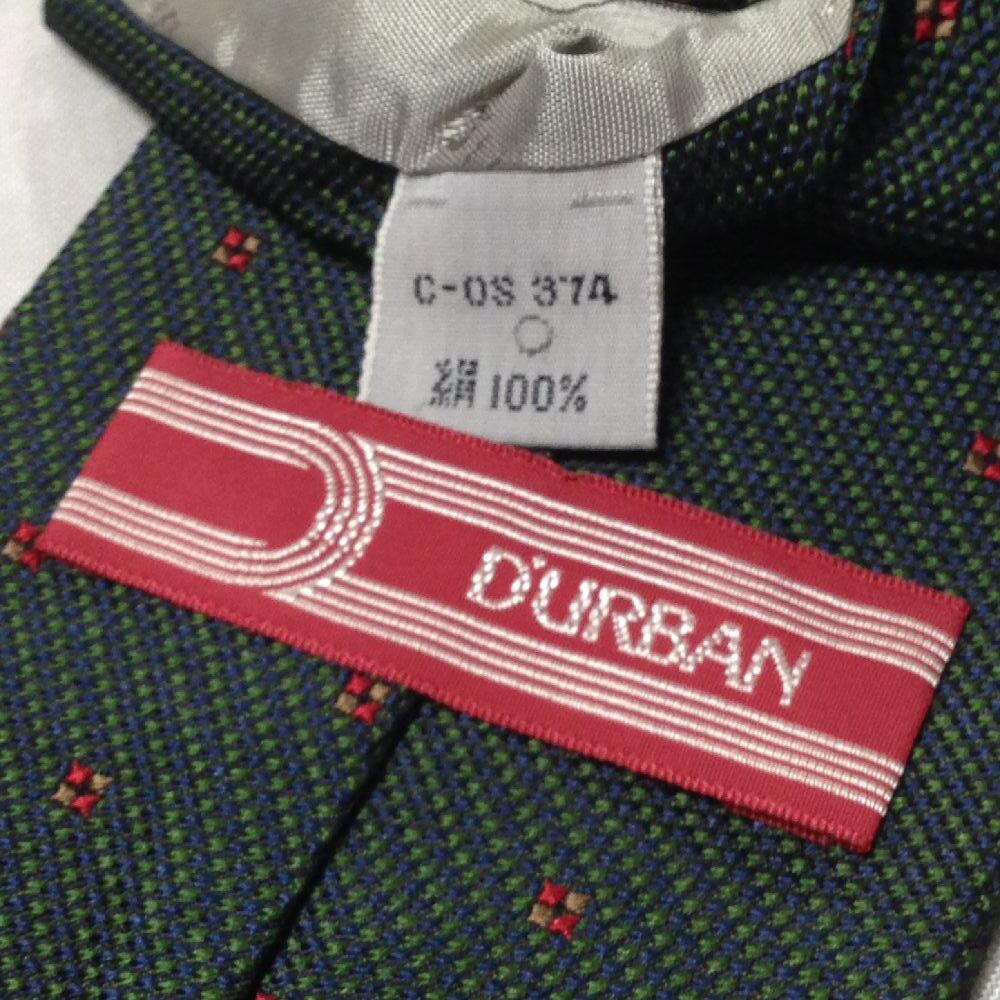 C-OS 374
絹 100%
D'URBAN